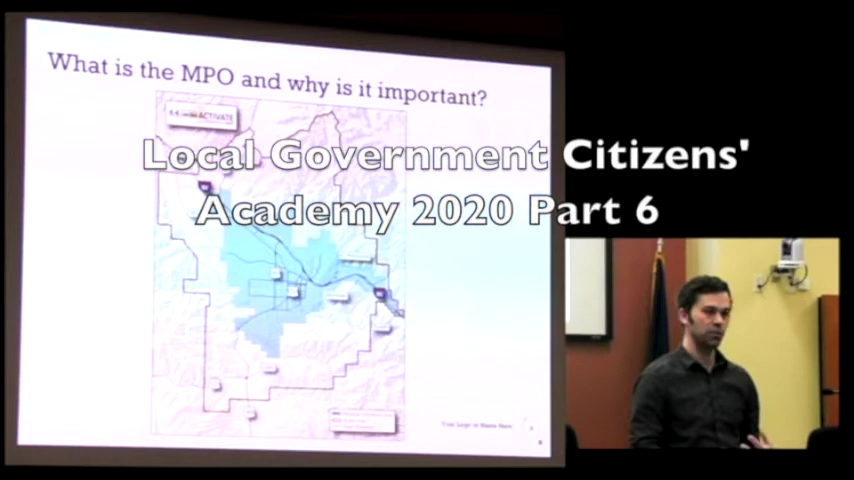 What is the MPO and why is it important?
ACTIVATE
Local Government Citizens'
Academy 2020 Part 6